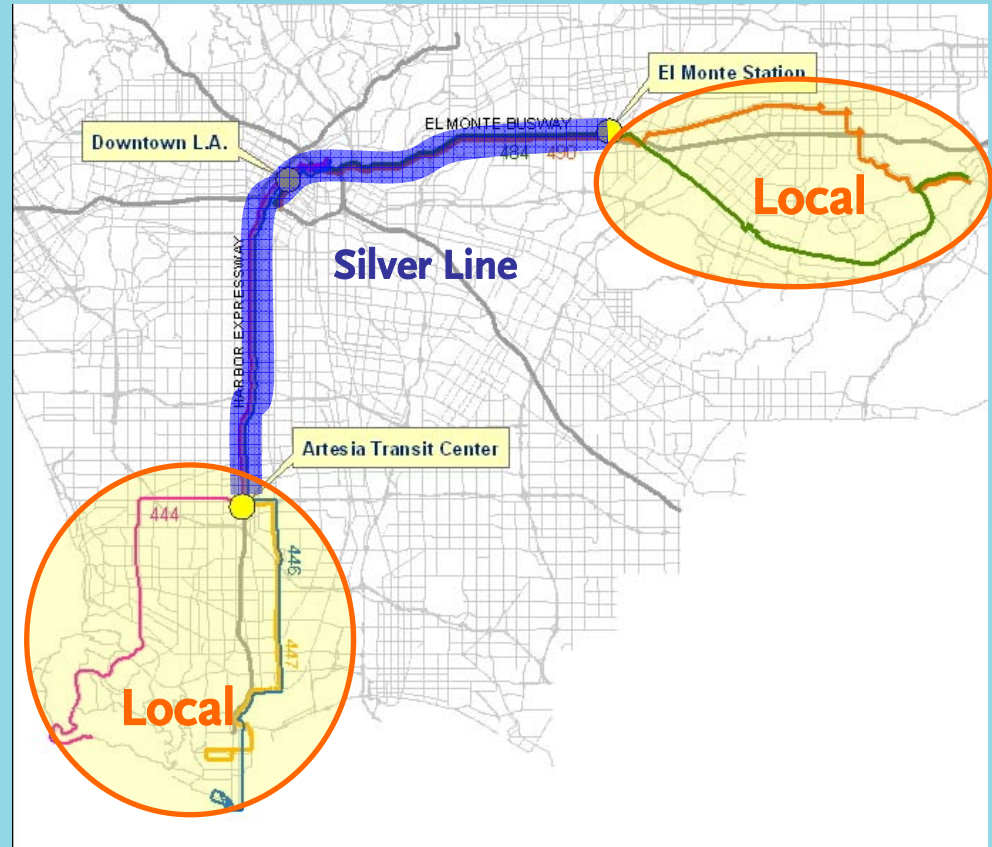 El Monte Station
EL MONTE BUSWAY
Downtown L.A.
484 490
Local
Silver Line
HARBOR EXPRESSWAY
Artesia Transit Center
444
446
447
Local